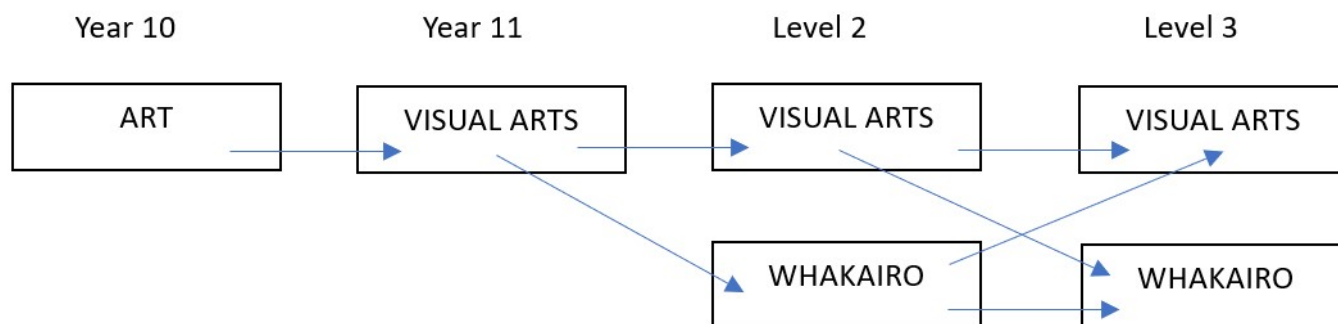 Year 10 Year 11 Level 2 Level 3
ART VISUAL ARTS VISUAL ARTS VISUAL ARTS
WHAKAIRO WHAKAIRO